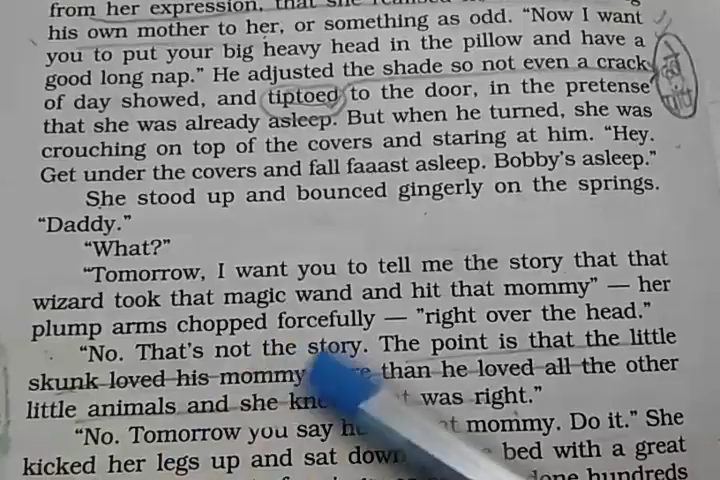 from her expression, that she
his own mother to her, or something as odd. “Now I want
you to put your big heavy head in the pillow and have a
good long nap.” He adjusted the shade so not even a crack
of day showed, and tiptoed to the door, in the pretense
that she was already asleep. But when he turned, she was
crouching on top of the covers and staring at him. “Hey.
Get under the covers and fall faaast asleep. Bobby’s asleep.”
She stood up and bounced gingerly on the springs.
“Daddy.”
“What?”
“Tomorrow, I want you to tell me the story that that
wizard took that magic wand and hit that mommy” — her
plump arms chopped forcefully — "right over the head.”
“No. That’s not the story. The point is that the little
skunk loved his mommy than he loved all the other
little animals and she was right.”
“No. Tomorrow you say mommy. Do it.” She
kicked her legs up and sat down bed with a great
done hundreds